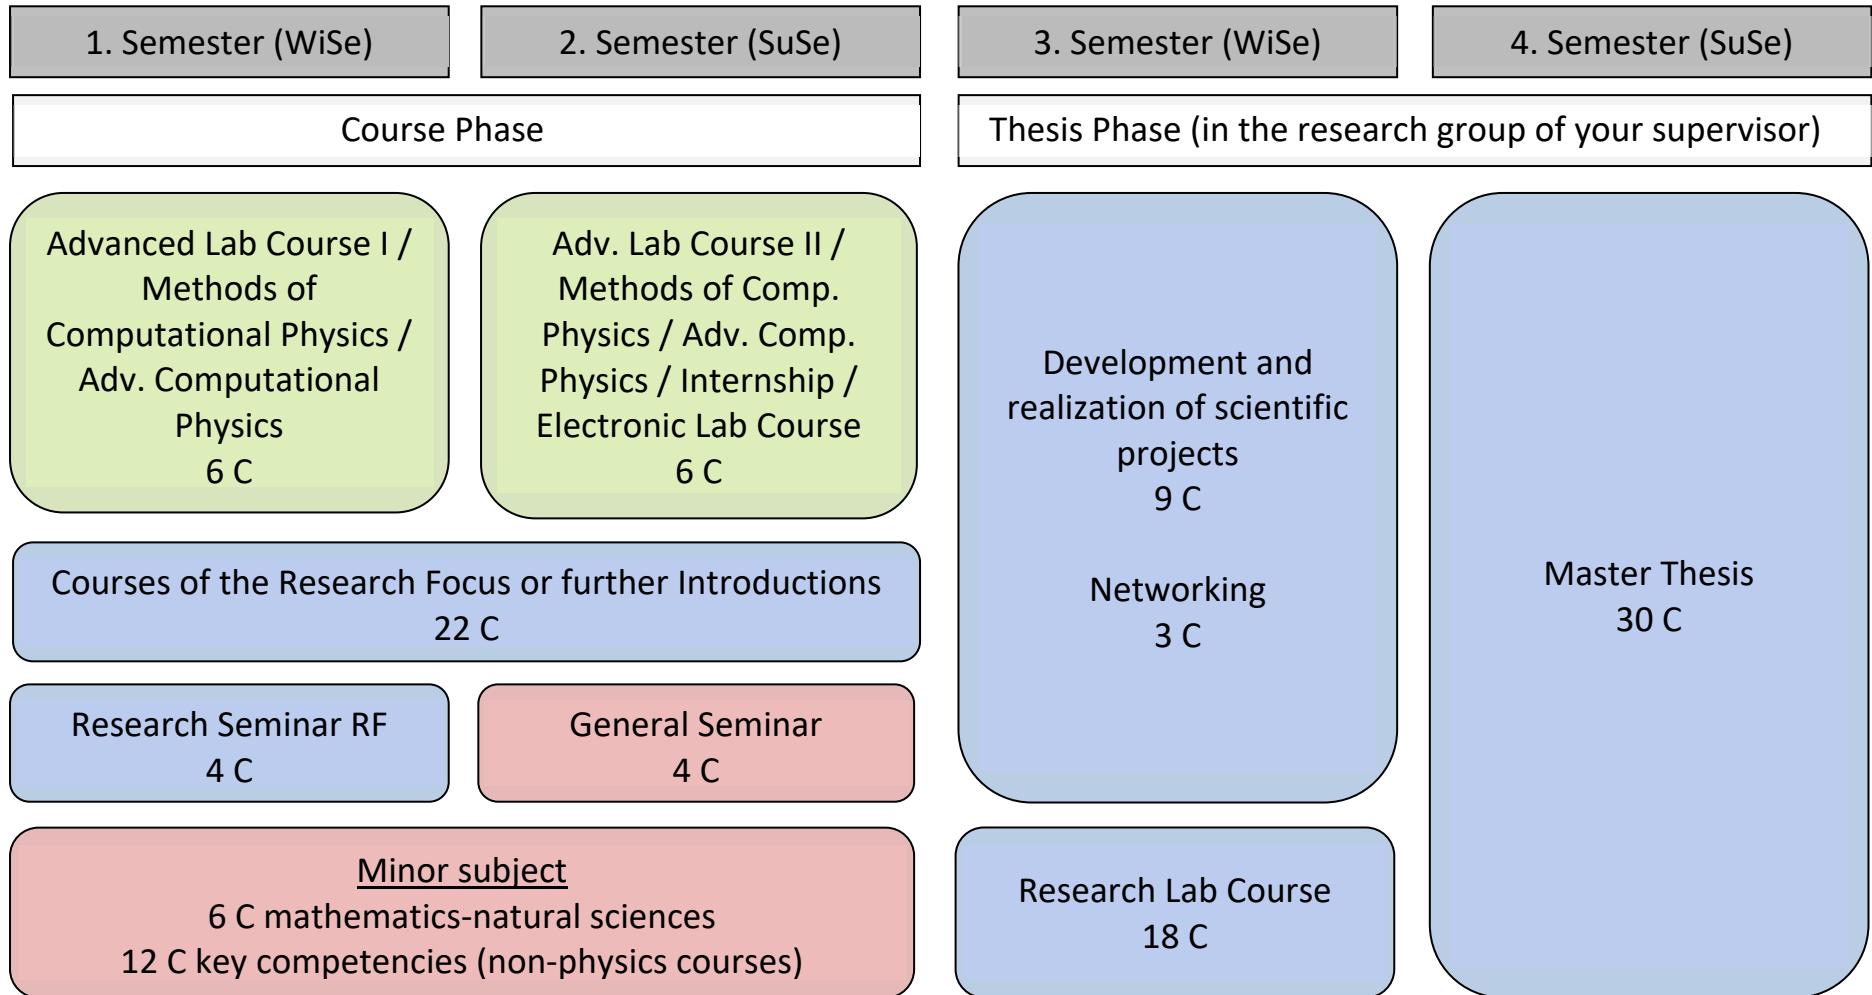 1. Semester (WiSe)
2. Semester (SuSe)
3. Semester (WiSe)
4. Semester (SuSe)
Course Phase
Thesis Phase (in the research group of your supervisor)
Advanced Lab Course I /
Methods of
Computational Physics /
Adv. Computational
Physics
6 C
Adv. Lab Course II /
Methods of Comp.
Physics / Adv. Comp.
Physics / Internship /
Electronic Lab Course
6 C
Courses of the Research Focus or further Introductions
22 C
Research Seminar RF
4 C
General Seminar
4 C
Minor subject
6 C mathematics-natural sciences
12 C key competencies (non-physics courses)
Development and
realization of scientific
projects
9 C
Networking
3 C
Research Lab Course
18 C
Master Thesis
30 C